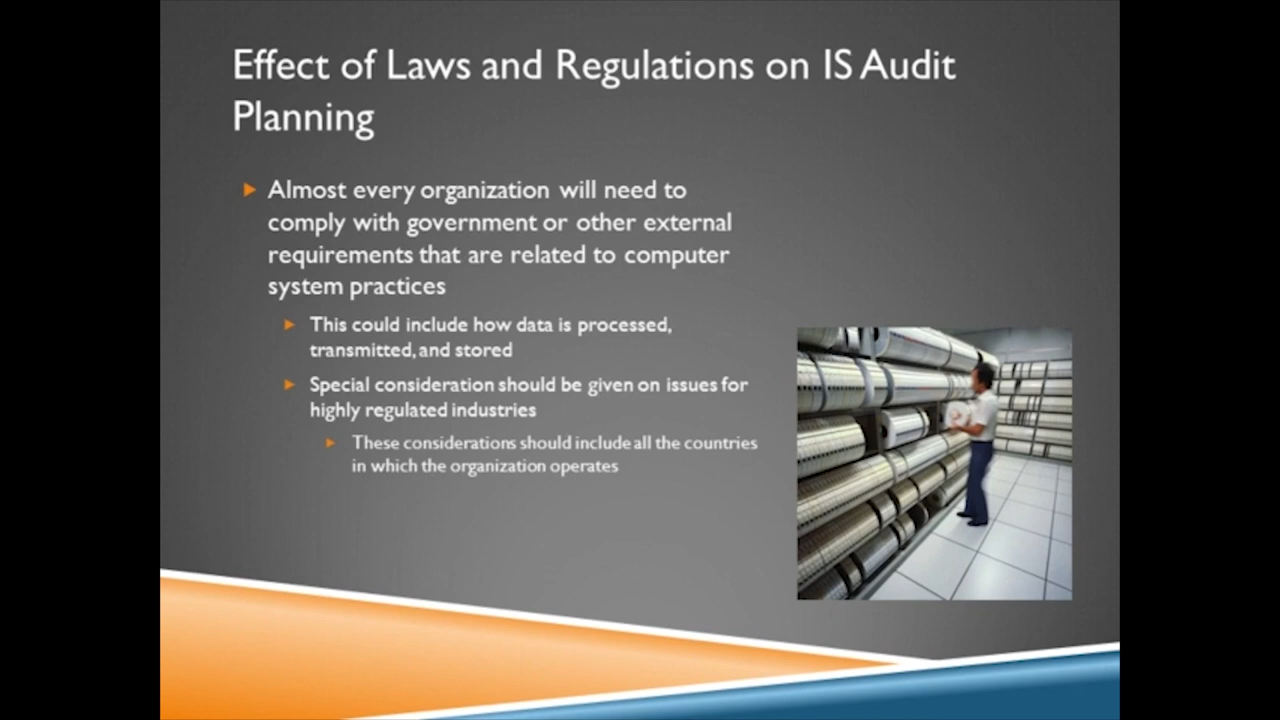 Effect of Laws and Regulations on IS Audit
Planning
Almost every organization will need to
comply with government or other external
requirements that are related to computer
system practices
This could include how data is processed,
transmitted, and stored
Special consideration should be given on issues for
highly regulated industries
These considerations should include all the countries
in which the organization operates